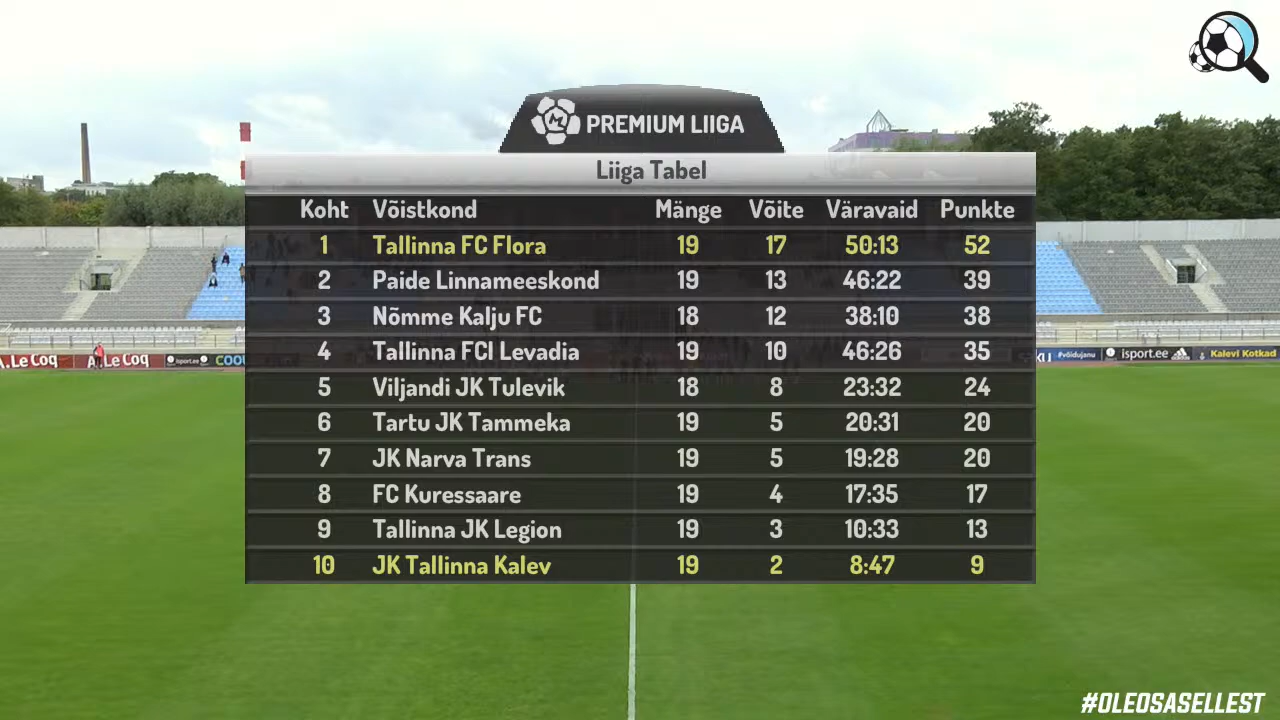 PREMIUM LIIGA
Liiga Tabel
Koht Võistkond Mänge Võite Väravaid Punkte
1 Tallinna FC Flora 19 17 50:13 52
2 Paide Linnameeskond 19 13 46:22 39
3 Nõmme Kalju FC 18 12 38:10 38
4 Tallinna FCI Levadia 19 10 46:26 35
5 Viljandi JK Tulevik 18 8 23:32 24
6 Tartu JK Tammeka 19 5 20:31 20
7 JK Narva Trans 19 5 19:28 20
8 FC Kuressaare 19 4 17:35 17
9 Tallinna JK Legion 19 3 10:33 13
10 JK Tallinna Kalev 19 2 8:47 9
A. Le Coq A. Le Coq isport.ee COOP #võidujanu isport.ee Kalevi Kotkad
#OLEOSASELLEST